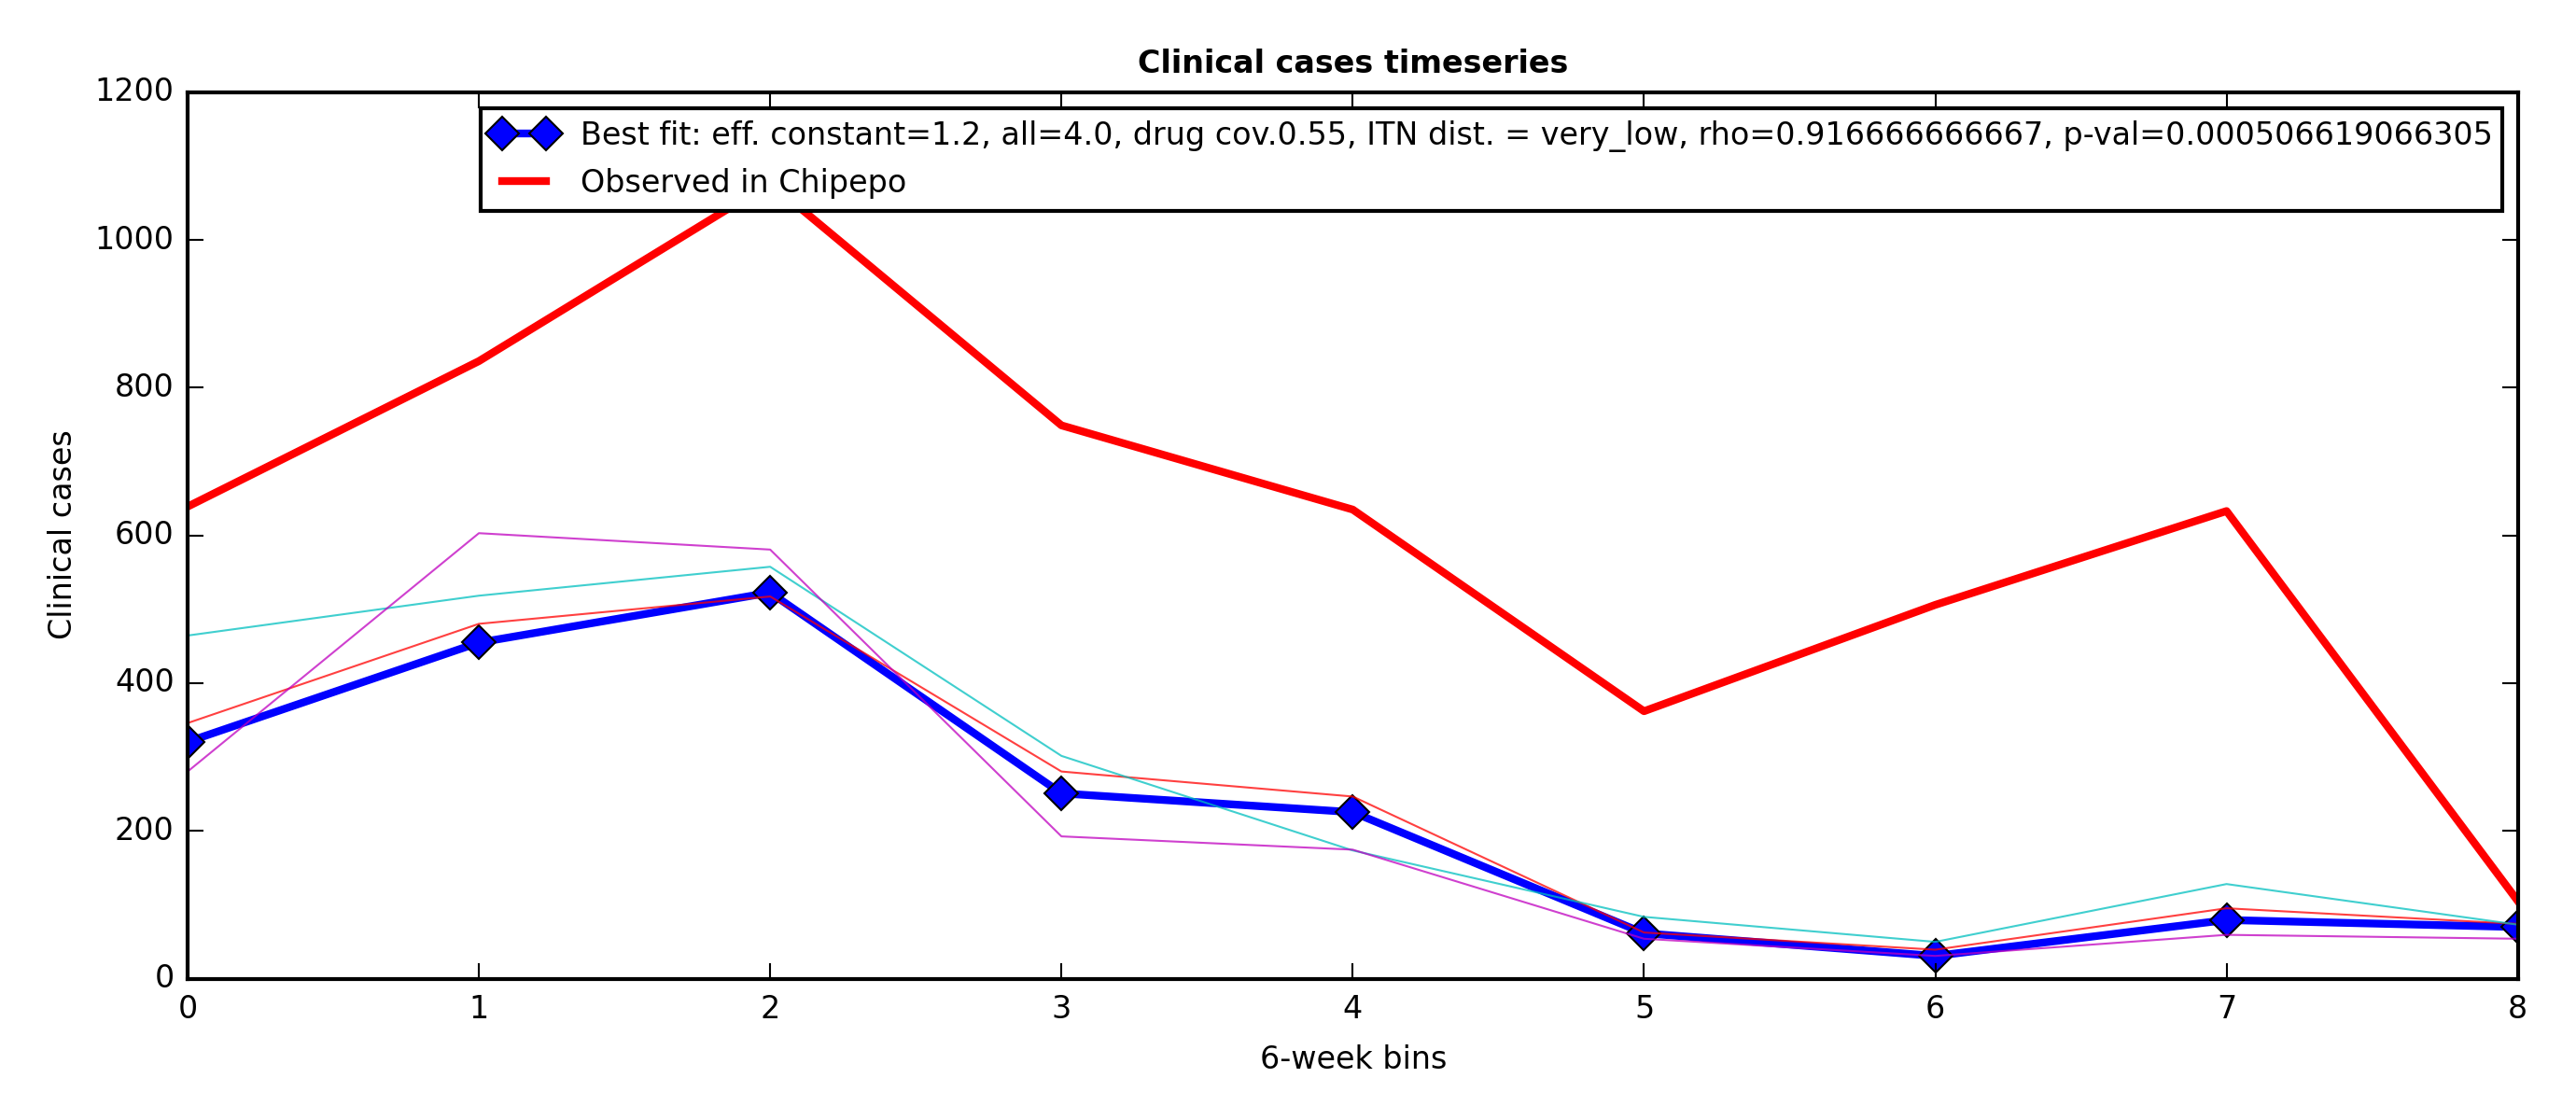 Clinical cases timeseries
1200
1000
800
600
400
200
0
Clinical cases
Best fit: eff. constant=1.2, all=4.0, drug cov.0.55, ITN dist. = very_low, rho=0.916666666667, p-val=0.000506619066305
Observed in Chipepo
0 1 2 3 4 5 6 7 8
6-week bins